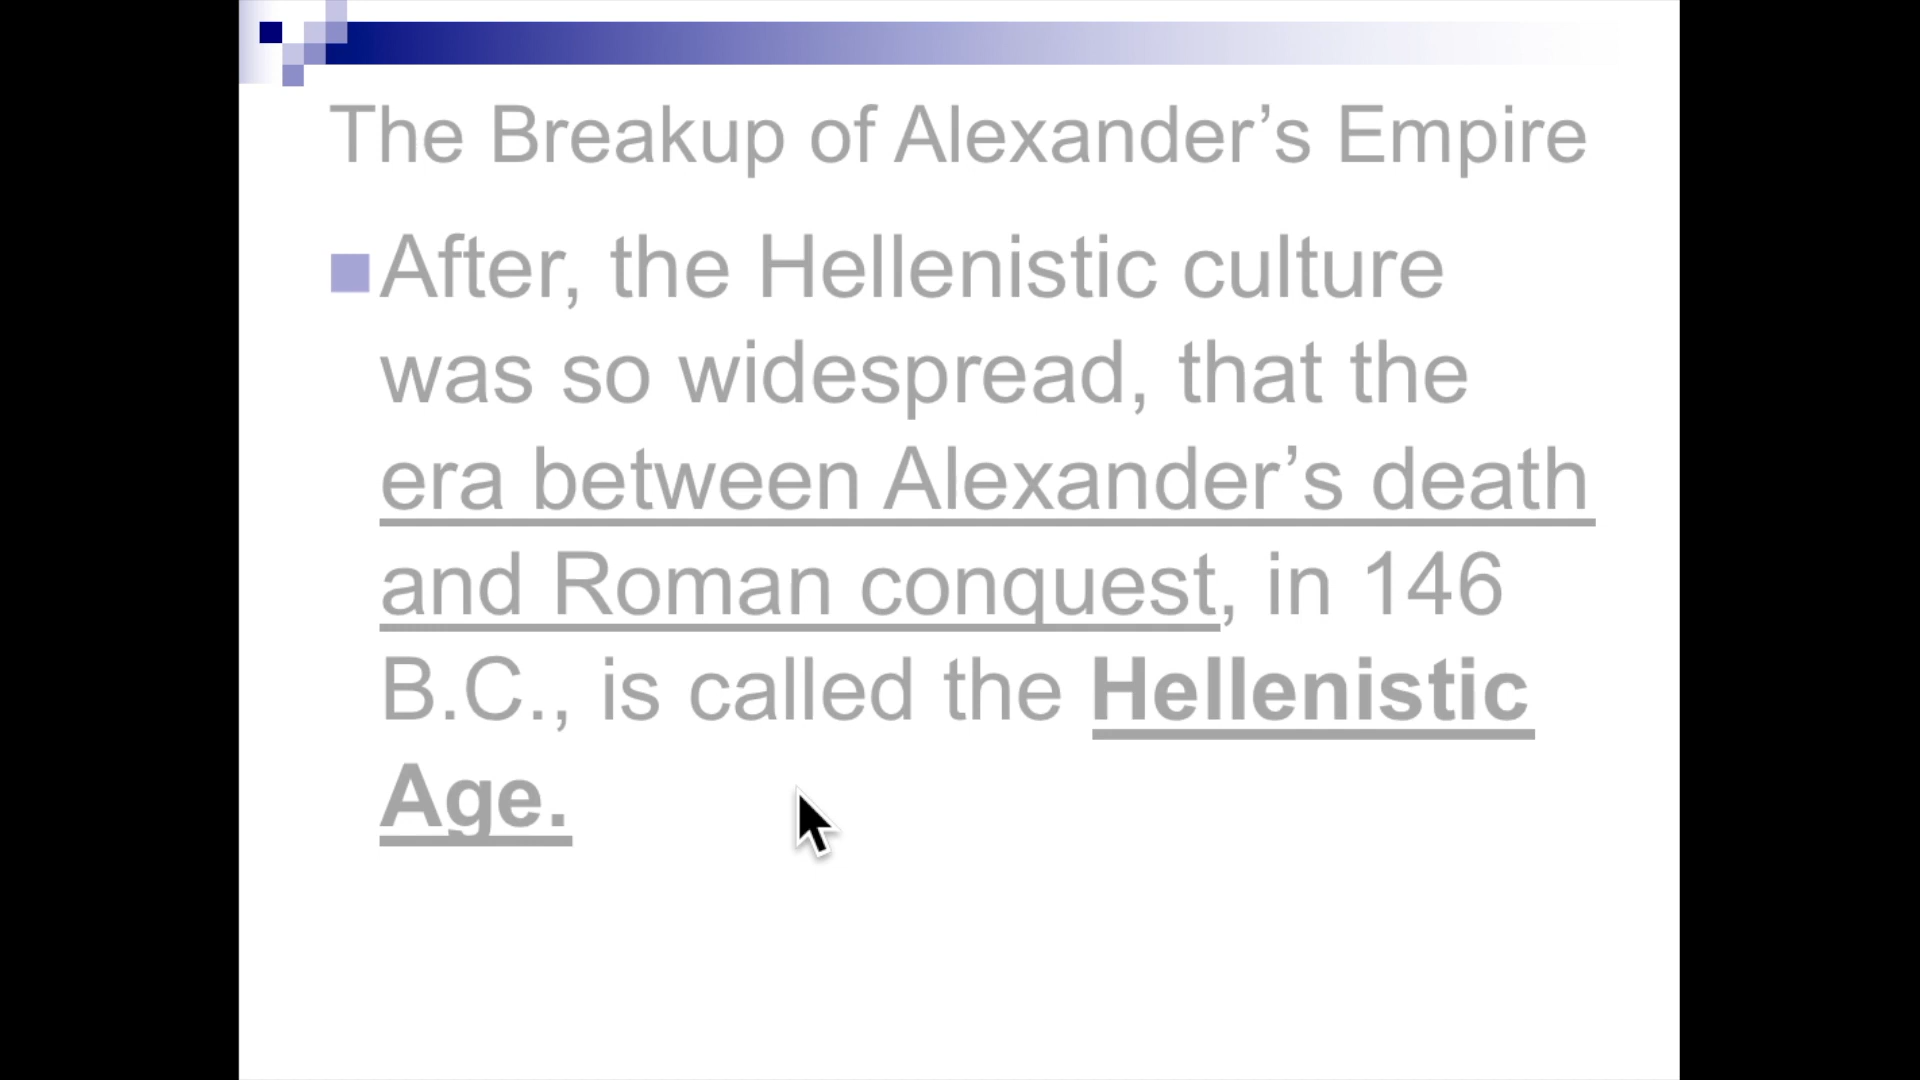 The Breakup of Alexander’s Empire
After, the Hellenistic culture
was so widespread, that the
era between Alexander’s death
and Roman conquest, in 146
B.C., is called the Hellenistic
Age.